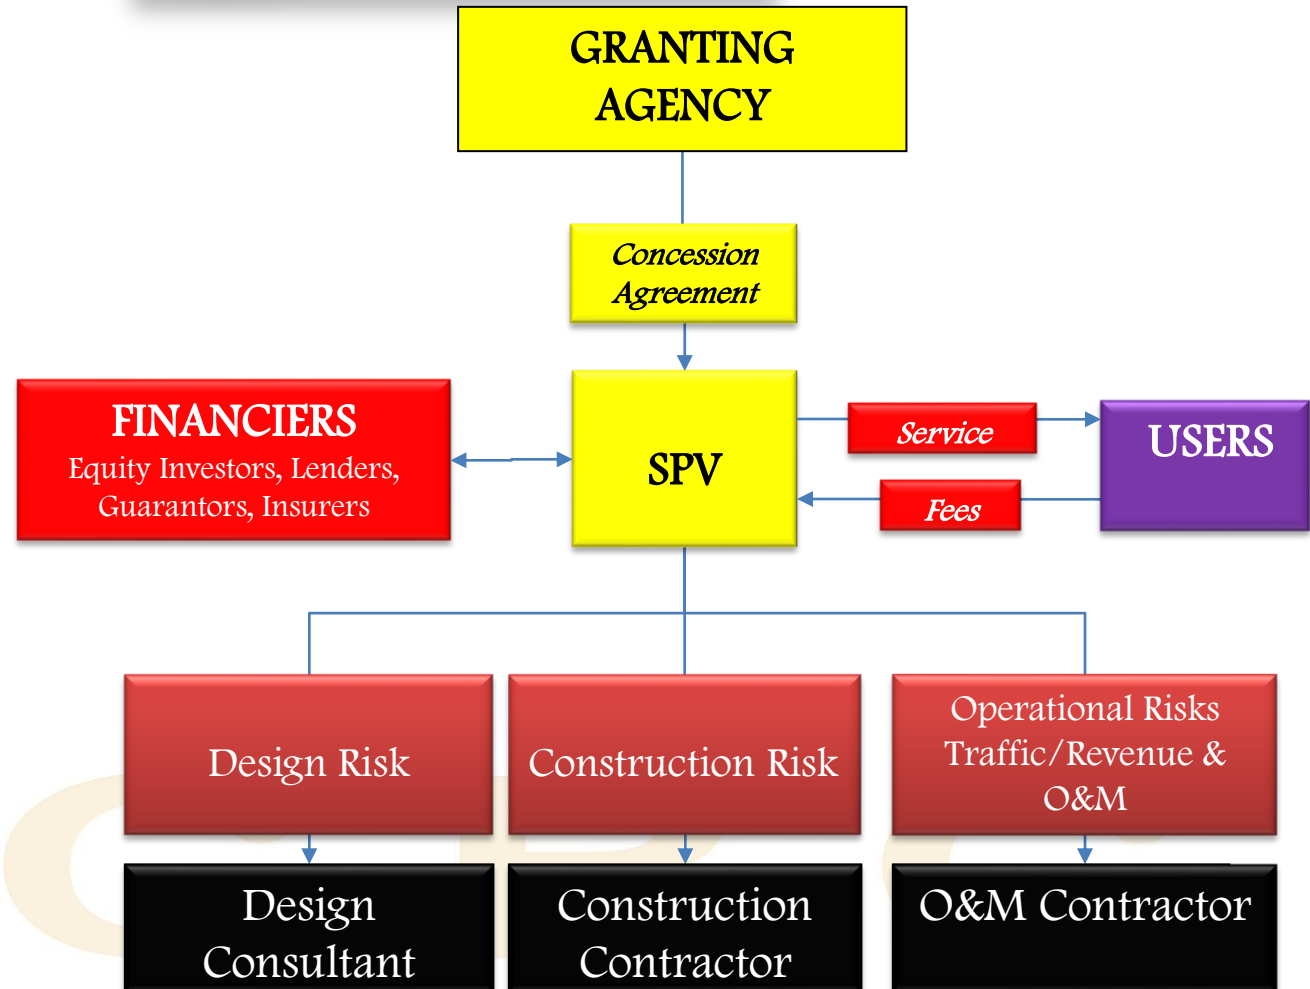 GRANTING
AGENCY
Concession
Agreement
FINANCIERS
Equity Investors, Lenders,
Guarantors, Insurers
SPV
Service
Fees
USERS
Design Risk
Construction Risk
Operational Risks
Traffic/Revenue &
O&M
Design
Consultant
Construction
Contractor
O&M Contractor